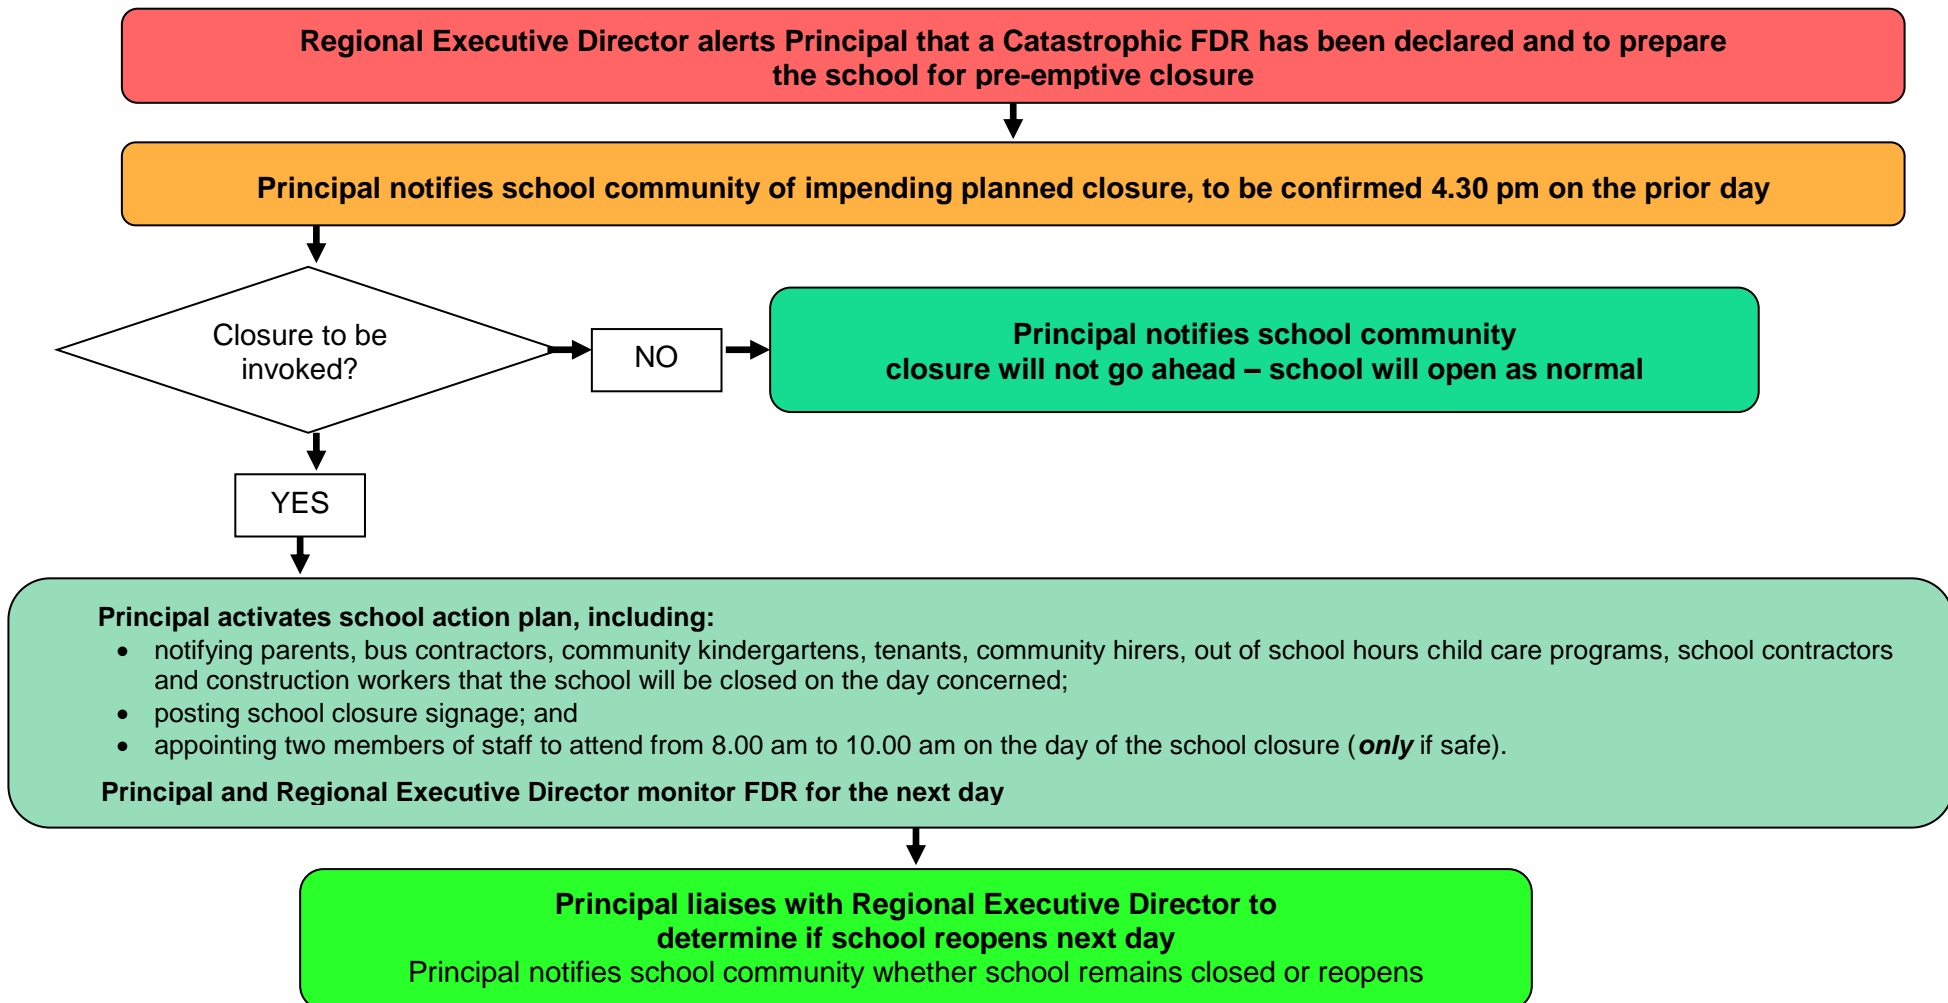 Regional Executive Director alerts Principal that a Catastrophic FDR has been declared and to prepare
the school for pre-emptive closure
Principal notifies school community of impending planned closure, to be confirmed 4.30 pm on the prior day
Closure to be
invoked?
NO
Principal notifies school community
closure will not go ahead – school will open as normal
YES
Principal activates school action plan, including:
• notifying parents, bus contractors, community kindergartens, tenants, community hirers, out of school hours child care programs, school contractors
and construction workers that the school will be closed on the day concerned;
• posting school closure signage; and
• appointing two members of staff to attend from 8.00 am to 10.00 am on the day of the school closure (only if safe).
Principal and Regional Executive Director monitor FDR for the next day
Principal liaises with Regional Executive Director to
determine if school reopens next day
Principal notifies school community whether school remains closed or reopens